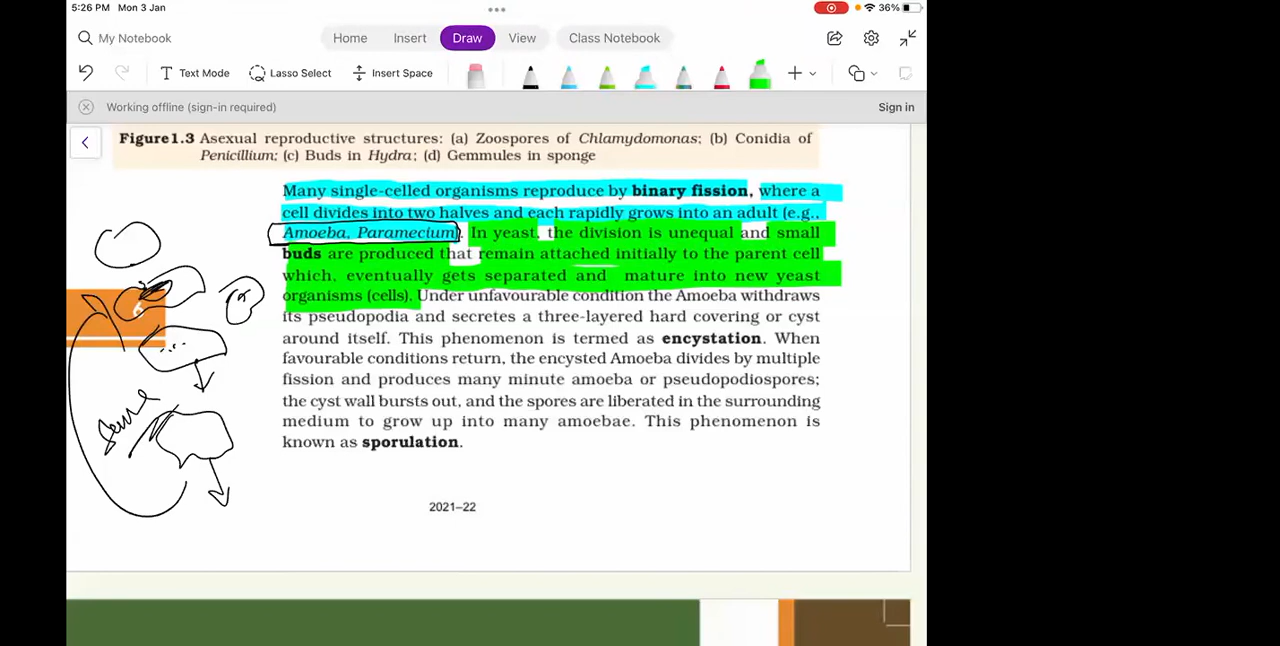 5:26 PM Mon 3 Jan
36%
My Notebook
Home Insert Draw View Class Notebook
Text Mode Lasso Select Insert Space
Working offline (sign-in required) Sign in
Figure1.3 Asexual reproductive structures: (a) Zoospores of Chlamydomonas; (b) Conidia of
Penicillium; (c) Buds in Hydra; (d) Gemmules in sponge
Many single-celled organisms reproduce by binary fission, where a
cell divides into two halves and each rapidly grows into an adult (e.g.,
Amoeba, Paramecium). In yeast, the division is unequal and small
buds are produced that remain attached initially to the parent cell
which, eventually gets separated and mature into new yeast
organisms (cells). Under unfavourable condition the Amoeba withdraws
its pseudopodia and secretes a three-layered hard covering or cyst
around itself. This phenomenon is termed as encystation. When
favourable conditions return, the encysted Amoeba divides by multiple
fission and produces many minute amoeba or pseudopodiospores;
the cyst wall bursts out, and the spores are liberated in the surrounding
medium to grow up into many amoebae. This phenomenon is
known as sporulation.
2021–22